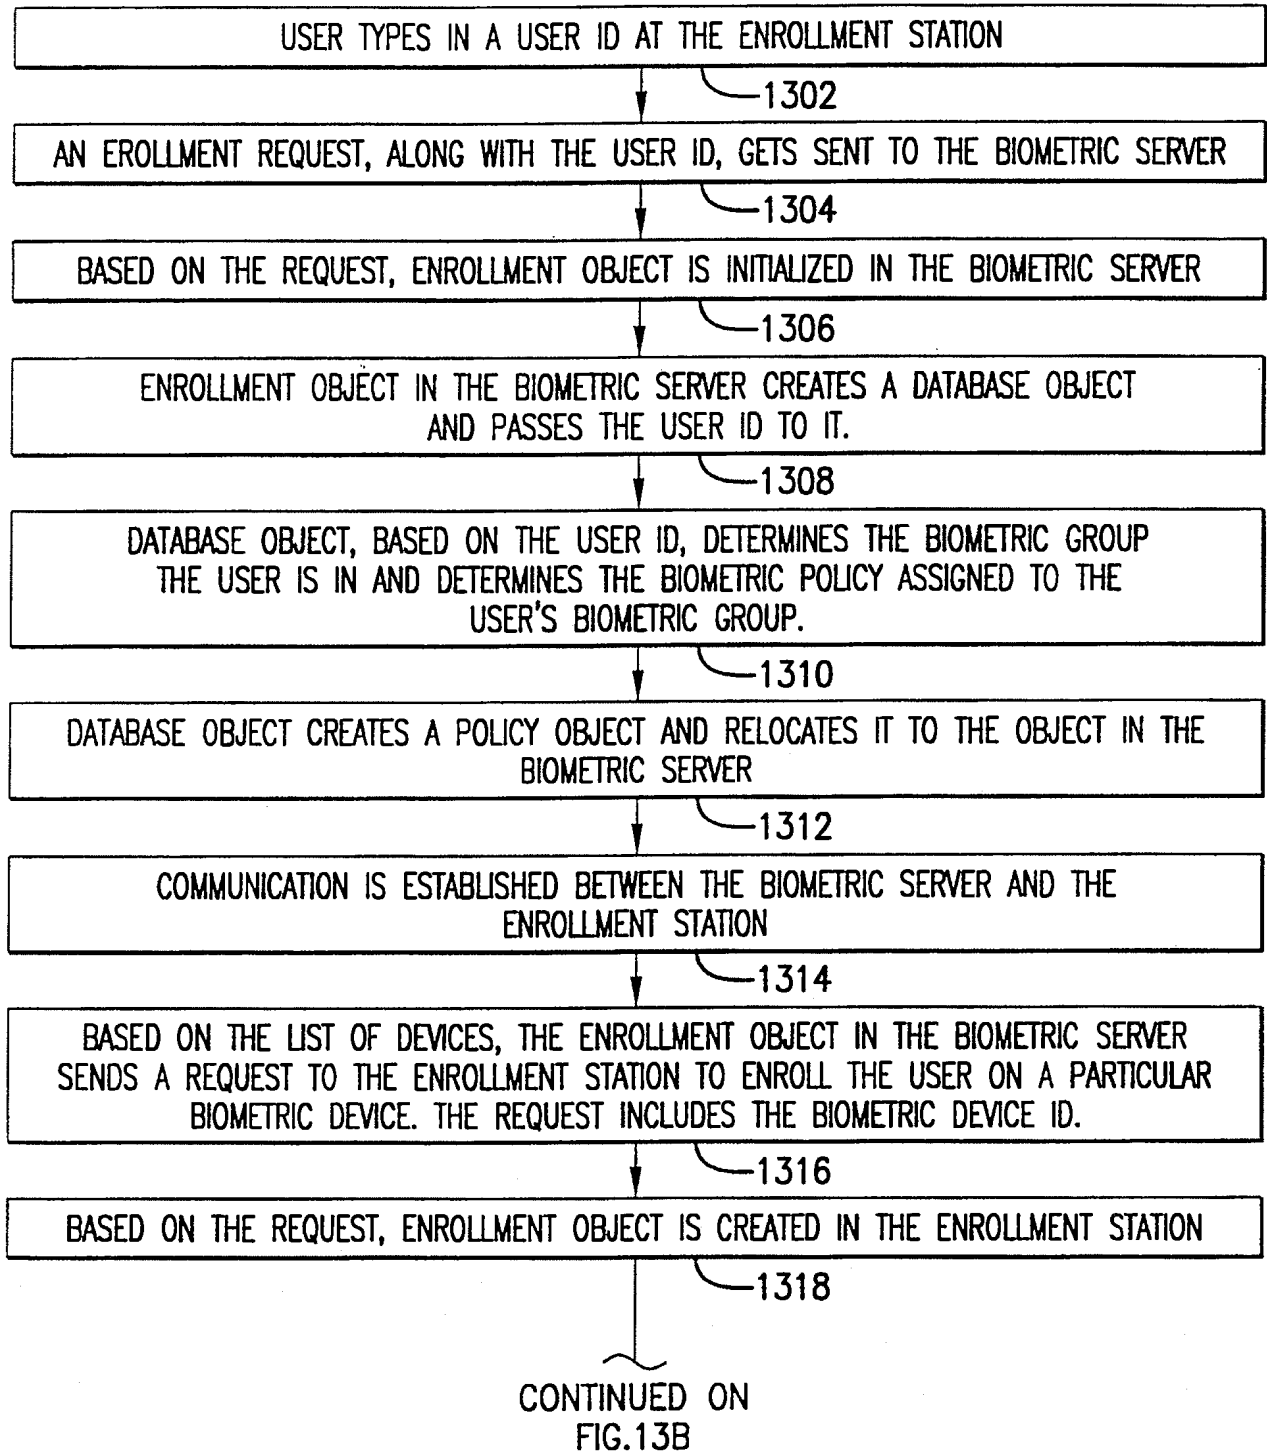 USER TYPES IN A USER ID AT THE ENROLLMENT STATION
1302
AN EROLLMENT REQUEST, ALONG WITH THE USER ID, GETS SENT TO THE BIOMETRIC SERVER
1304
BASED ON THE REQUEST, ENROLLMENT OBJECT IS INITIALIZED IN THE BIOMETRIC SERVER
1306
ENROLLMENT OBJECT IN THE BIOMETRIC SERVER CREATES A DATABASE OBJECT
AND PASSES THE USER ID TO IT.
1308
DATABASE OBJECT, BASED ON THE USER ID, DETERMINES THE BIOMETRIC GROUP
THE USER IS IN AND DETERMINES THE BIOMETRIC POLICY ASSIGNED TO THE
USER'S BIOMETRIC GROUP.
1310
DATABASE OBJECT CREATES A POLICY OBJECT AND RELOCATES IT TO THE OBJECT IN THE
BIOMETRIC SERVER
1312
COMMUNICATION IS ESTABLISHED BETWEEN THE BIOMETRIC SERVER AND THE
ENROLLMENT STATION
1314
BASED ON THE LIST OF DEVICES, THE ENROLLMENT OBJECT IN THE BIOMETRIC SERVER
SENDS A REQUEST TO THE ENROLLMENT STATION TO ENROLL THE USER ON A PARTICULAR
BIOMETRIC DEVICE. THE REQUEST INCLUDES THE BIOMETRIC DEVICE ID.
1316
BASED ON THE REQUEST, ENROLLMENT OBJECT IS CREATED IN THE ENROLLMENT STATION
1318
CONTINUED ON
FIG.13B